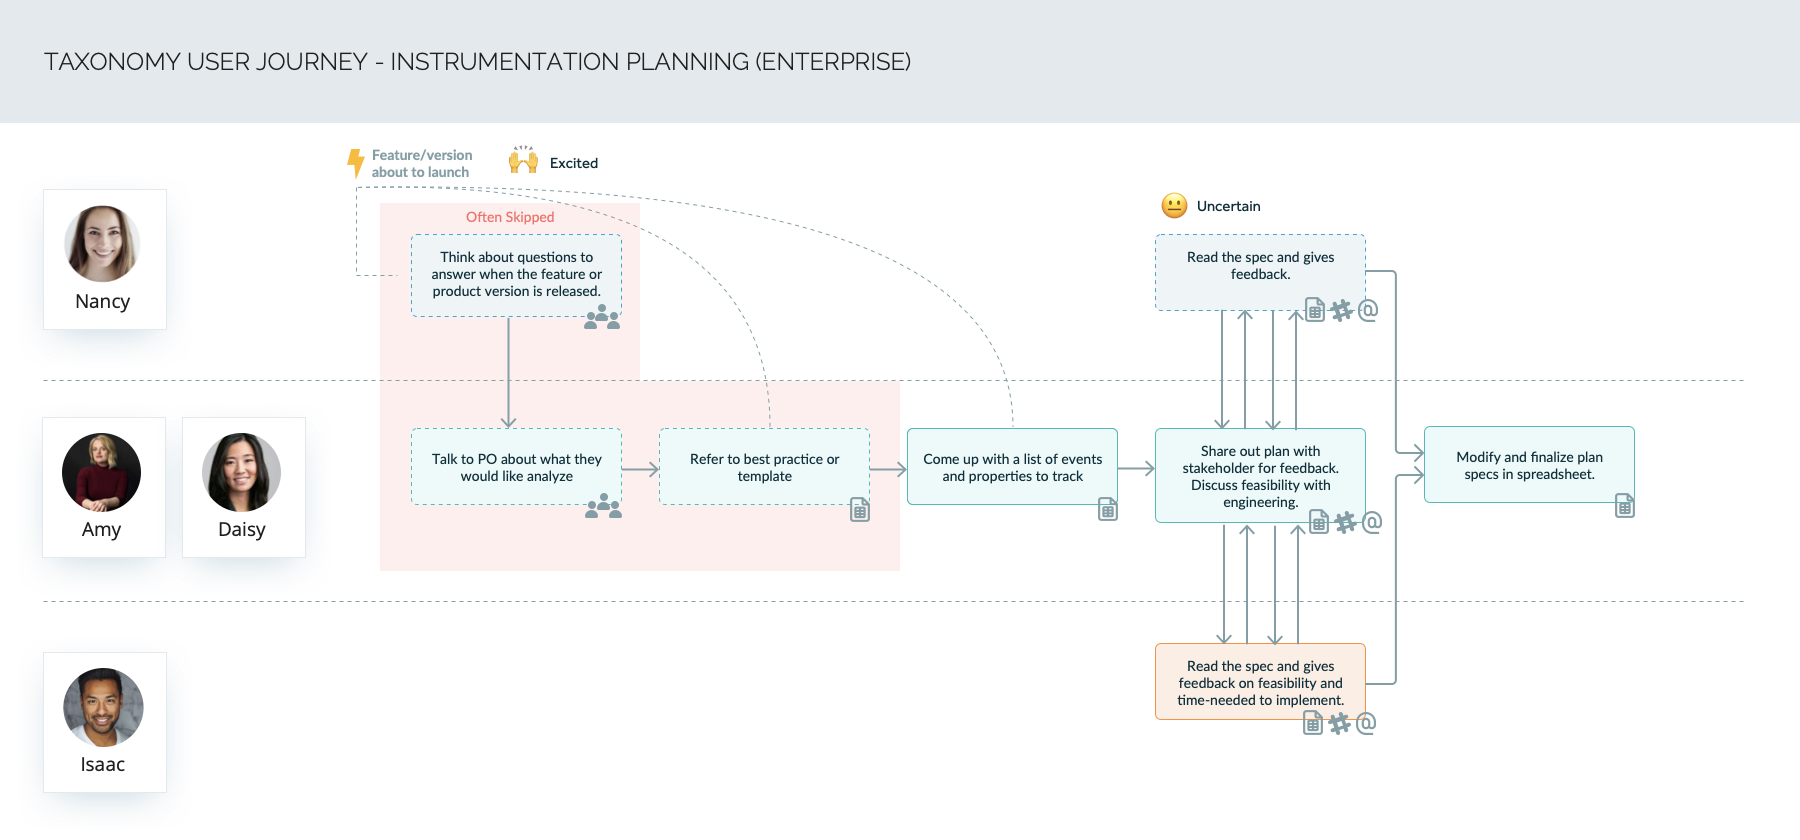 TAXONOMY USER JOURNEY - INSTRUMENTATION PLANNING (ENTERPRISE)
Feature/version
about to launch
Excited
Often Skipped
Uncertain
Nancy
Think about questions to
answer when the feature or
product version is released.
Read the spec and gives
feedback.
Amy
Daisy
Talk to PO about what they
would like analyze
Refer to best practice or
template
Come up with a list of events
and properties to track
Share out plan with
stakeholder for feedback.
Discuss feasibility with
engineering.
Modify and finalize plan
specs in spreadsheet.
Isaac
Read the spec and gives
feedback on feasibility and
time-needed to implement.